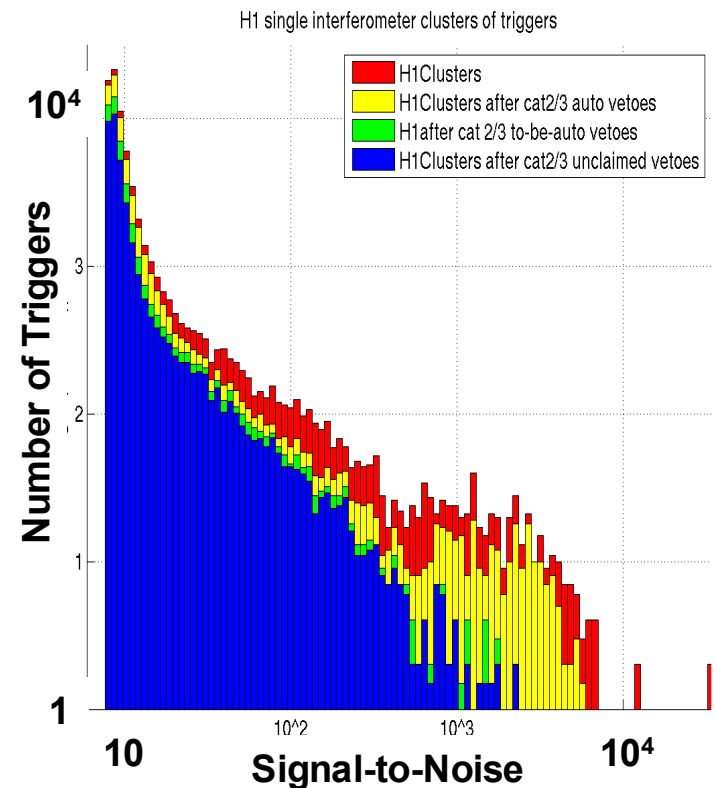 H1 single interferometer clusters of triggers
H1Clusters
H1Clusters after cat2/3 auto vetoes
H1after cat 2/3 to-be-auto vetoes
H1Clusters after cat2/3 unclaimed vetoes
Number of Triggers
10⁴
3
2
1
1
10
10^2
10^3
10⁴
Signal-to-Noise